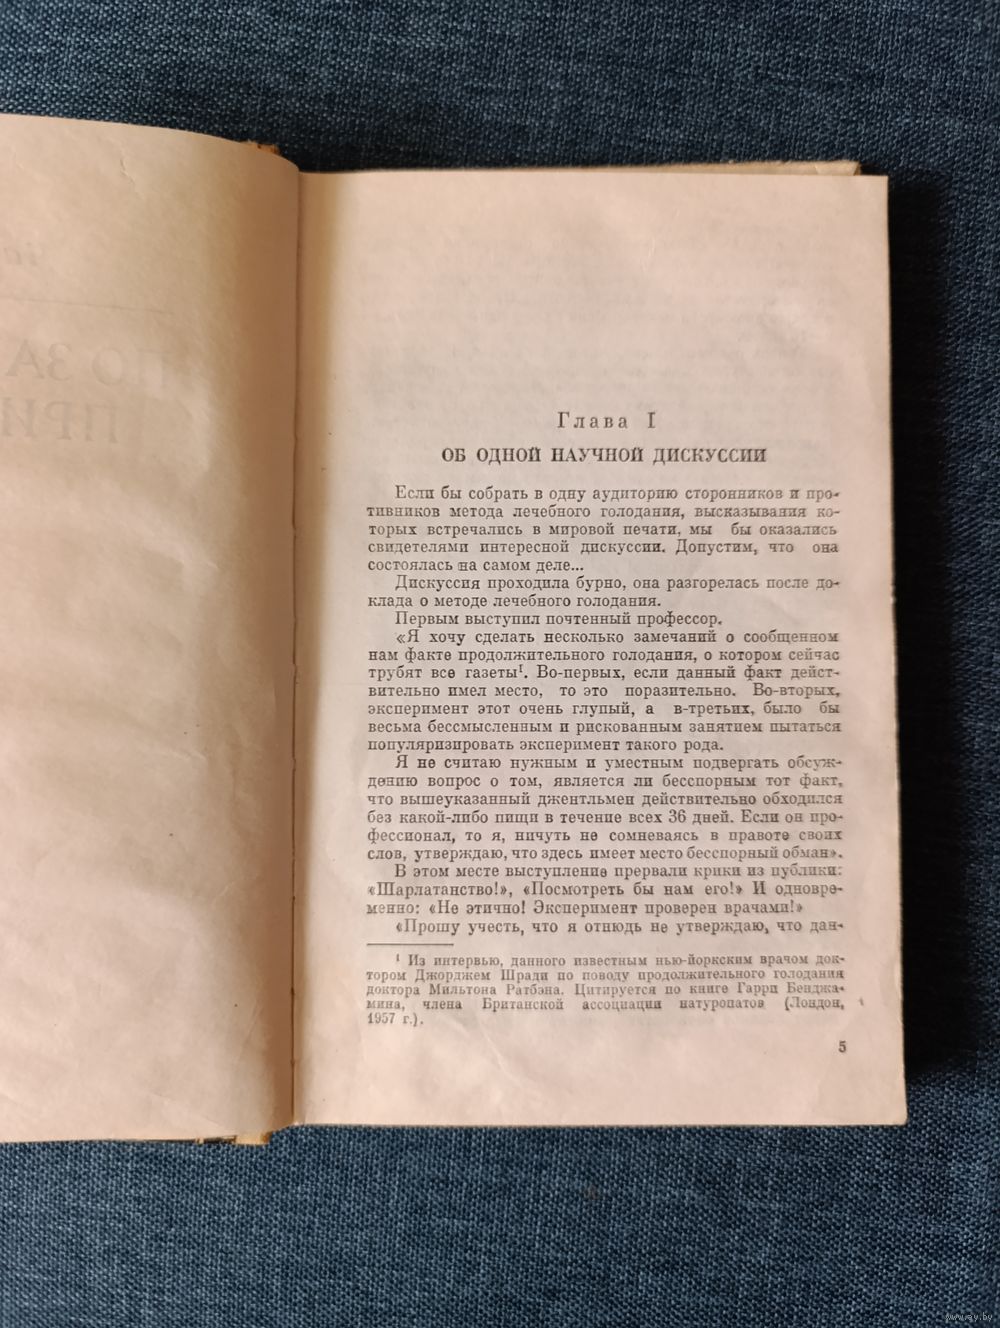 Глава I
ОБ ОДНОЙ НАУЧНОЙ ДИСКУССИИ
Если бы собрать в одну аудиторию сторонников и про-
тивников метода лечебного голодания, высказывания ко-
торых встречались в мировой печати, мы бы оказались
свидетелями интересной дискуссии. Допустим, что она
состоялась на самом деле...
Дискуссия проходила бурно, она разгорелась после до-
клада о методе лечебного голодания.
Первым выступил почтенный профессор.
«Я хочу сделать несколько замечаний о сообщенном
нам факте продолжительного голодания, о котором сейчас
трубят все газеты¹. Во-первых, если данный факт дейст-
вительно имел место, то это поразительно. Во-вторых,
эксперимент этот очень глупый, а в-третьих, было бы
весьма бессмысленным и рискованным занятием пытаться
популяризировать эксперимент такого рода.
Я не считаю нужным и уместным подвергать обсуж-
дению вопрос о том, является ли бесспорным тот факт,
что вышеуказанный джентльмен действительно обходился
без какой-либо пищи в течение всех 36 дней. Если он про-
фессионал, то я, ничуть не сомневаясь в правоте своих
слов, утверждаю, что здесь имеет место бесспорный обман».
В этом месте выступление прервали крики из публики:
«Шарлатанство!», «Посмотреть бы нам его!» И одновре-
менно: «Не этично! Эксперимент проверен врачами!»
«Прошу учесть, что я отнюдь не утверждаю, что дан-
¹ Из интервью, данного известным нью-йоркским врачом док-
тором Джорджем Шради по поводу продолжительного голодания
доктора Мильтона Ратбэна. Цитируется по книге Гарри Бенджа-
мина, члена Британской ассоциации натуропатов (Лондон,
1957 г.).
5
www.ay.by